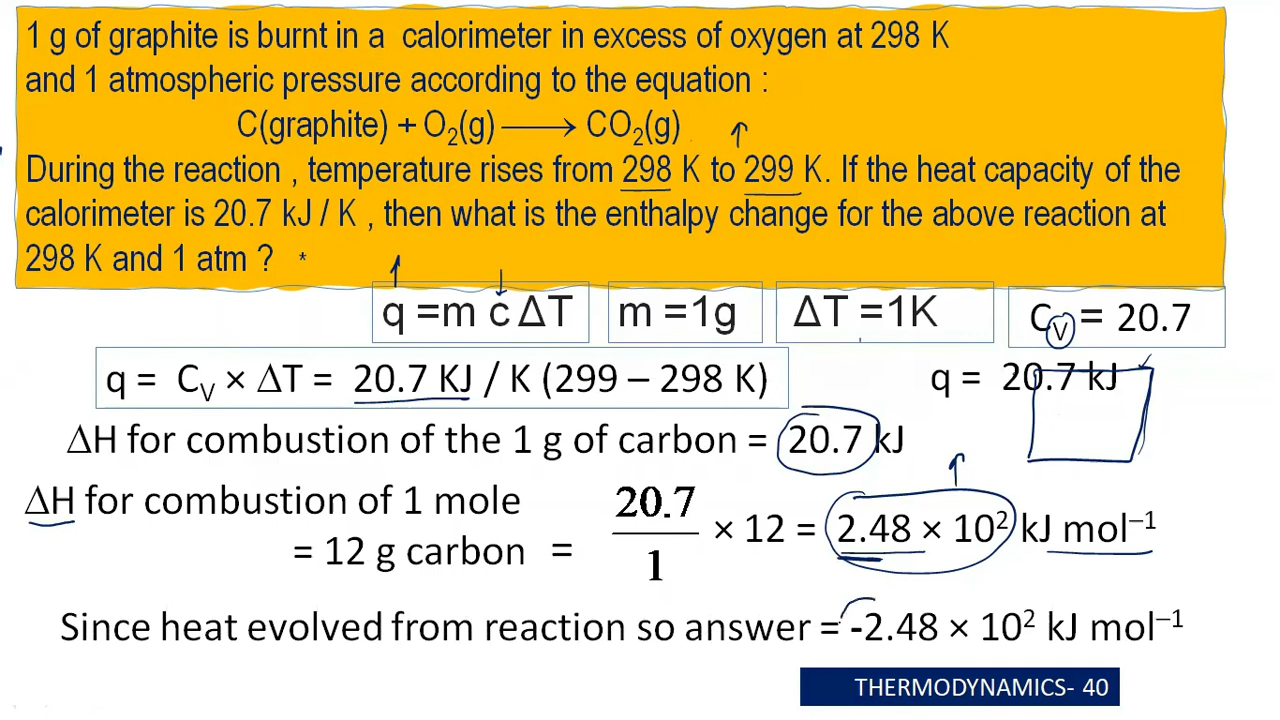 1 g of graphite is burnt in a calorimeter in excess of oxygen at 298 K
and 1 atmospheric pressure according to the equation :
C(graphite) + O₂(g) ⟶ CO₂(g)
During the reaction , temperature rises from 298 K to 299 K. If the heat capacity of the
calorimeter is 20.7 kJ / K , then what is the enthalpy change for the above reaction at
298 K and 1 atm ? *
q =m c ΔT m =1g ΔT =1K C_V = 20.7
q = C_V × ΔT = 20.7 KJ / K (299 – 298 K) q = 20.7 kJ
ΔH for combustion of the 1 g of carbon = 20.7 kJ
ΔH for combustion of 1 mole
= 12 g carbon = 20.7/1 × 12 = 2.48 × 10² kJ mol⁻¹
Since heat evolved from reaction so answer = -2.48 × 10² kJ mol⁻¹
THERMODYNAMICS- 40